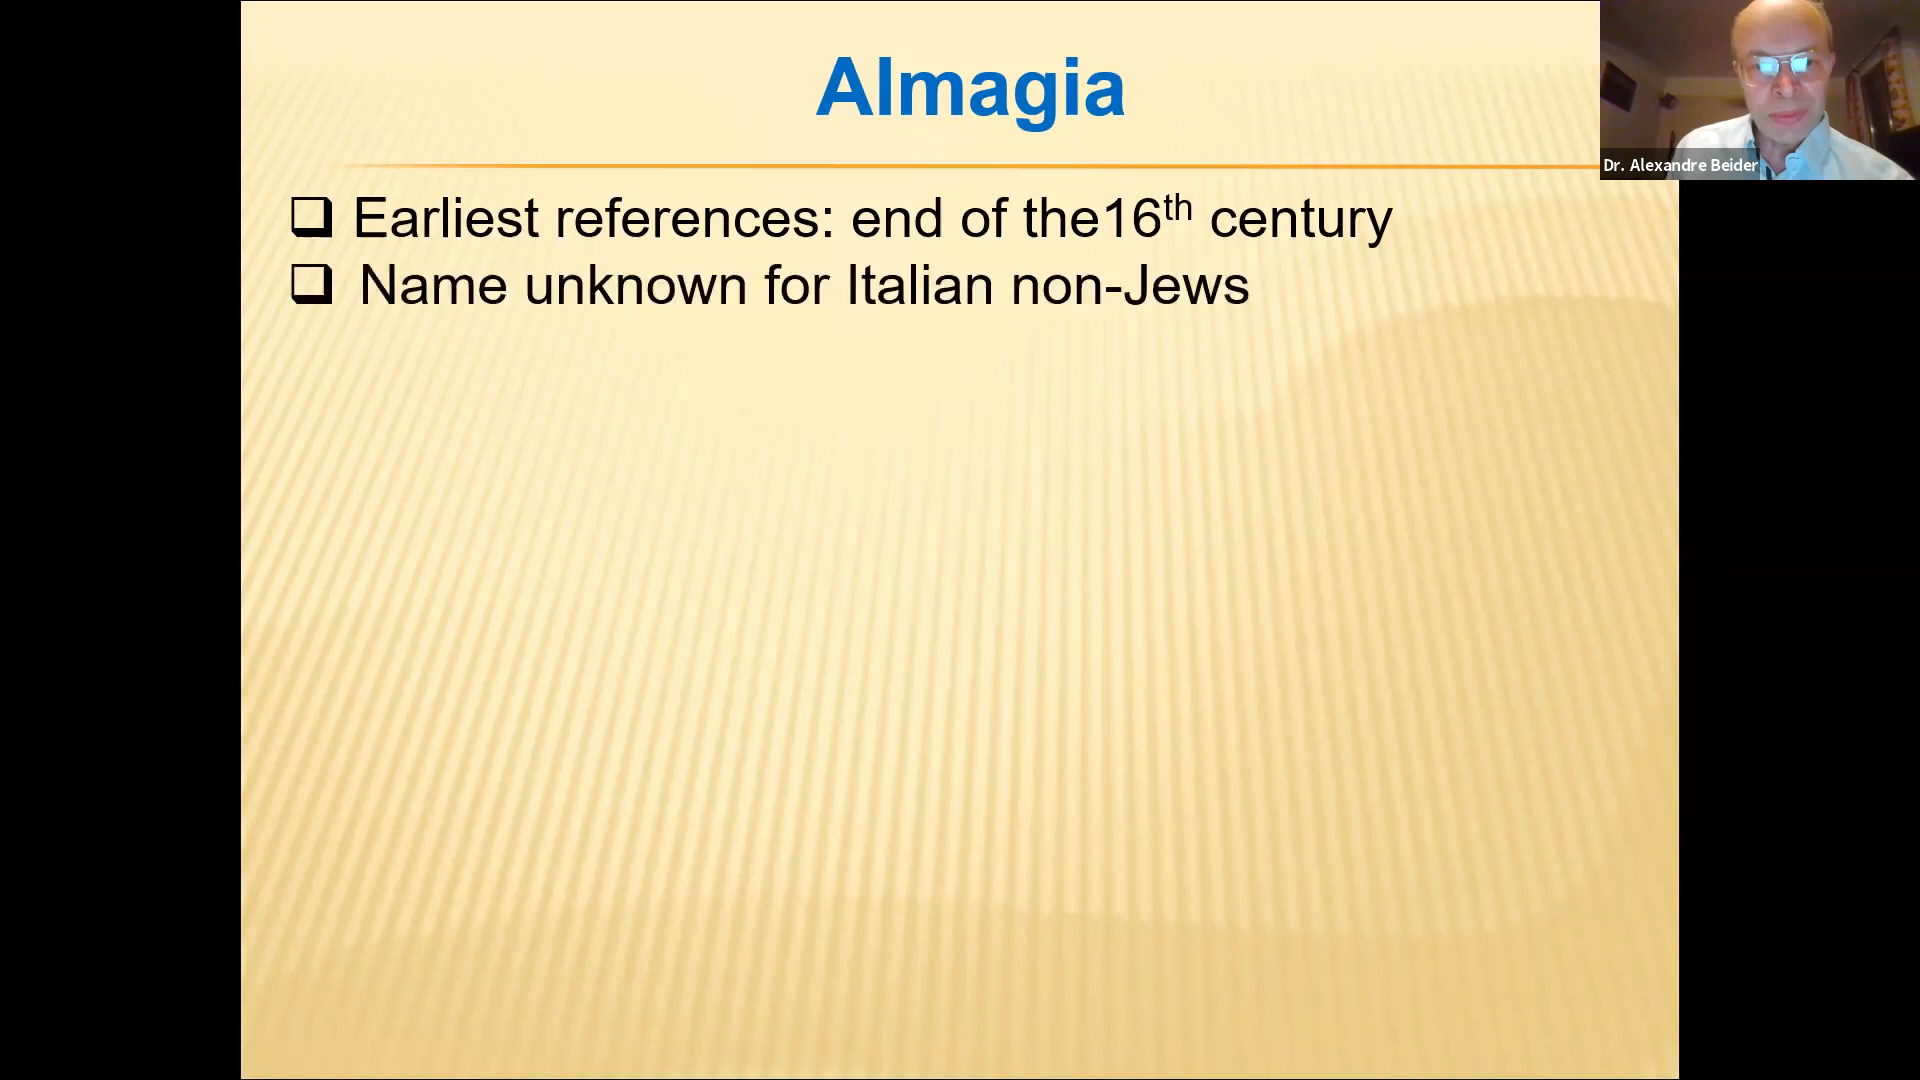 Almagia
Dr. Alexandre Beider
Earliest references: end of the16th century
Name unknown for Italian non-Jews